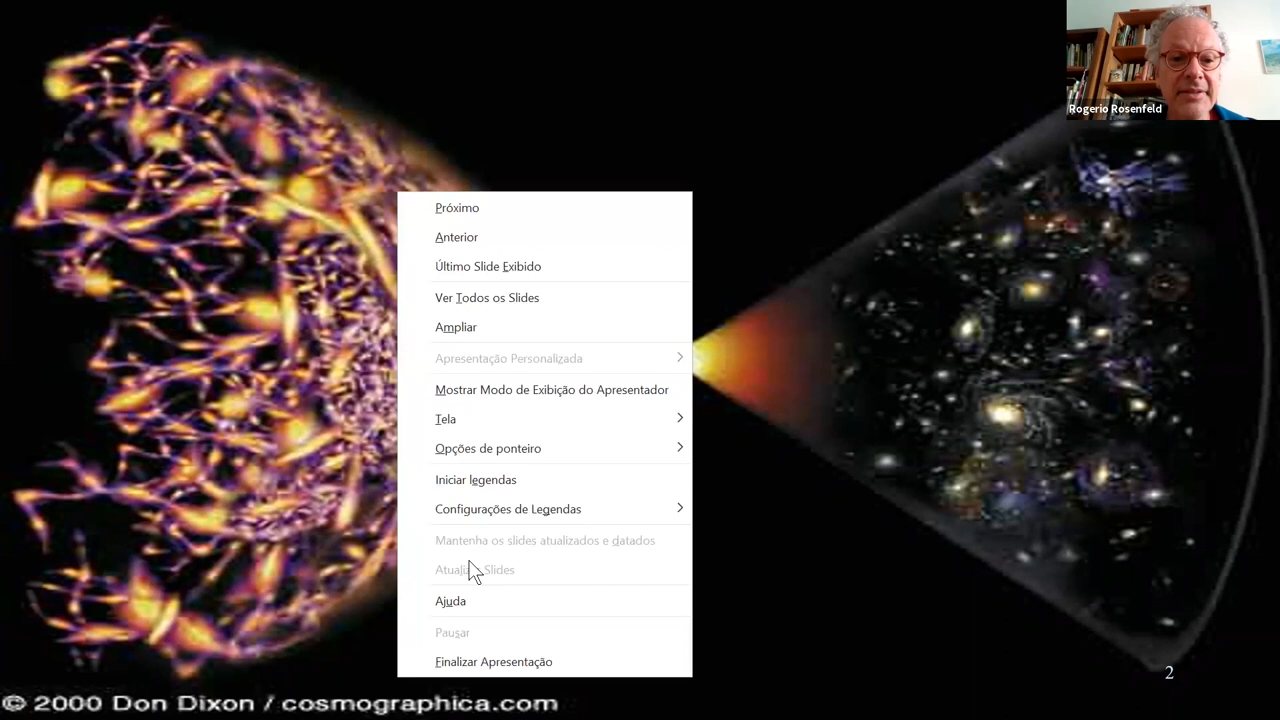 Rogerio Rosenfeld
Próximo
Anterior
Último Slide Exibido
Ver Todos os Slides
Ampliar
Apresentação Personalizada
Mostrar Modo de Exibição do Apresentador
Tela
Opções de ponteiro
Iniciar legendas
Configurações de Legendas
Mantenha os slides atualizados e datados
Slides
Ajuda
Pausar
Finalizar Apresentação
2
© 2000 Don Dixon / cosmographica.com